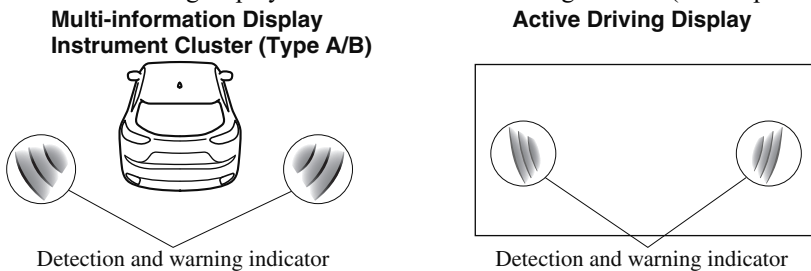 Multi-information Display
Instrument Cluster (Type A/B)
Active Driving Display
Detection and warning indicator
Detection and warning indicator